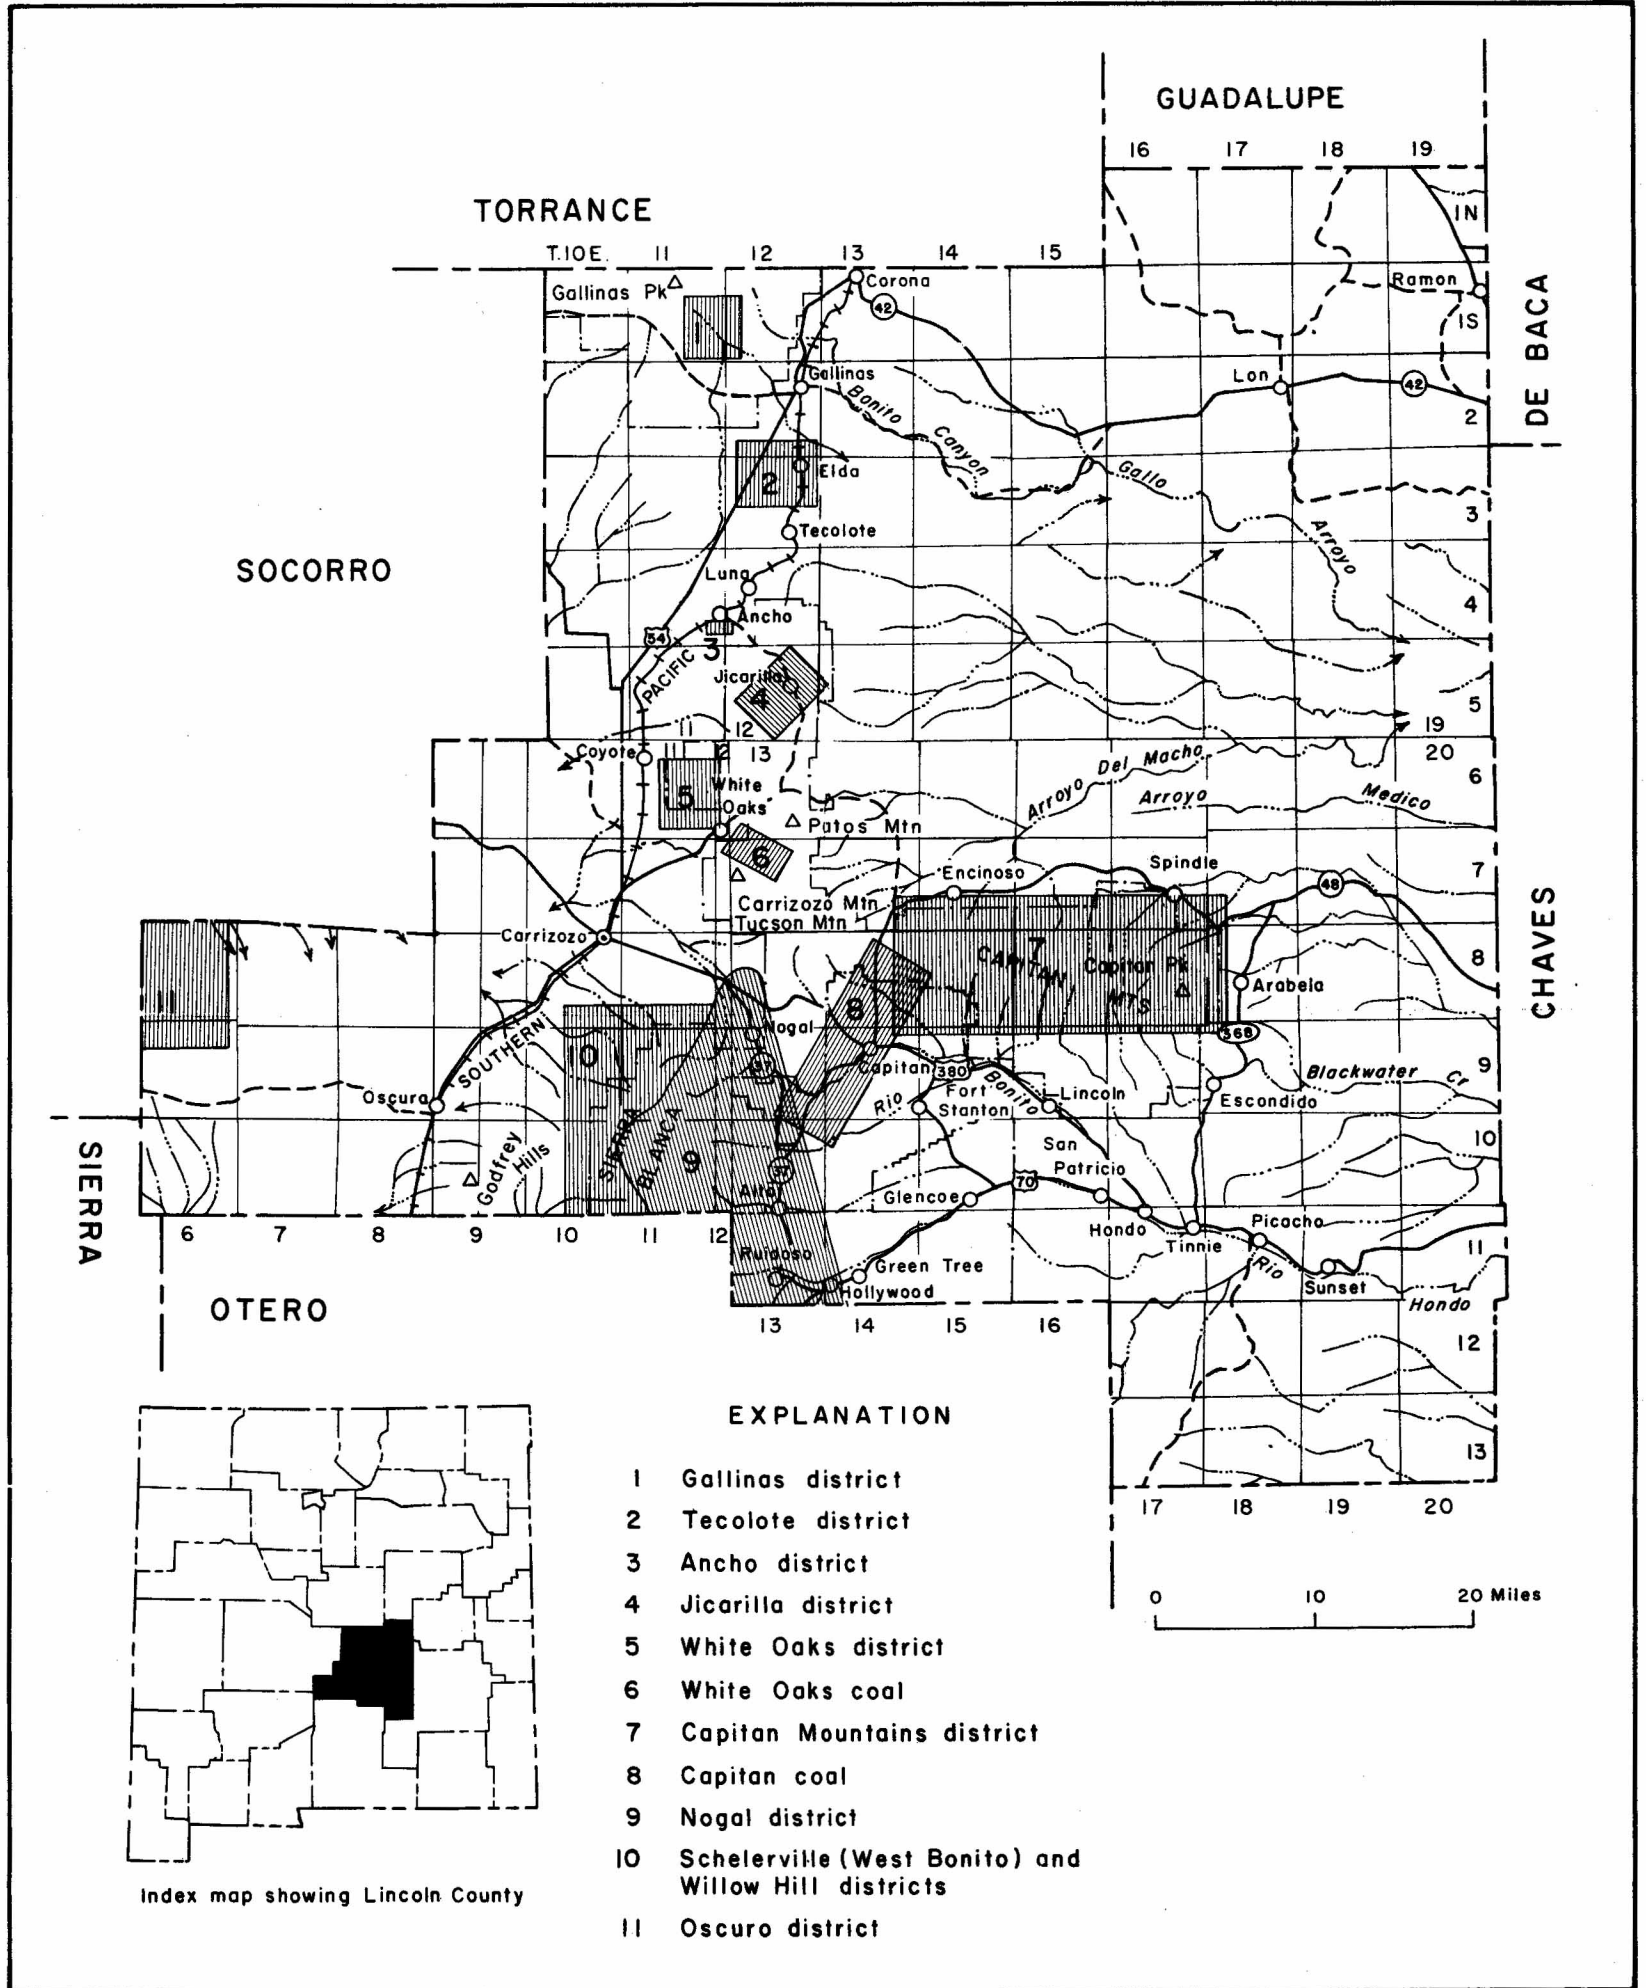 GUADALUPE
16 17 18 19
TORRANCE
T.10E. 11 12 13 14 15
1N
Gallinas Pk
Corona
42
Ramon
1S
DE BACA
1
Gallinas
Lon
42
2
Bonito Canyon
2
Elda
Gallo Arroyo
3
Tecolote
SOCORRO
Luna
4
Ancho
54
3
PACIFIC
Jicarilla
4
5
11 12
19
Coyote
11 12 13
20
Arroyo Del Macho
6
White
Oaks
5
Arroyo Medico
Patos Mtn
6
Spindle
7
Encinoso
48
Carrizozo Mtn
Tucson Mtn
CHAVES
Carrizozo
7
8
CAPITAN MTS
Capitan Pk
Arabela
11
8
Nogal
368
SOUTHERN
10
37
Capitan
380
9
Blackwater Cr
Oscura
Rio Bonito
Fort
Stanton
Lincoln
Escondido
SIERRA
10
SIERRA
BLANCA
Godfrey
Hills
9
San
Patricio
37
70
Alto
Glencoe
6 7 8 9 10 11 12
Hondo
Tinnie
Picacho
11
Ruidoso
Green Tree
Rio Hondo
Sunset
Hollywood
OTERO
13 14 15 16
12
13
17 18 19 20
0 10 20 Miles
EXPLANATION
1 Gallinas district
2 Tecolote district
3 Ancho district
4 Jicarilla district
5 White Oaks district
6 White Oaks coal
7 Capitan Mountains district
8 Capitan coal
9 Nogal district
10 Schelerville (West Bonito) and
Willow Hill districts
11 Oscuro district
Index map showing Lincoln County